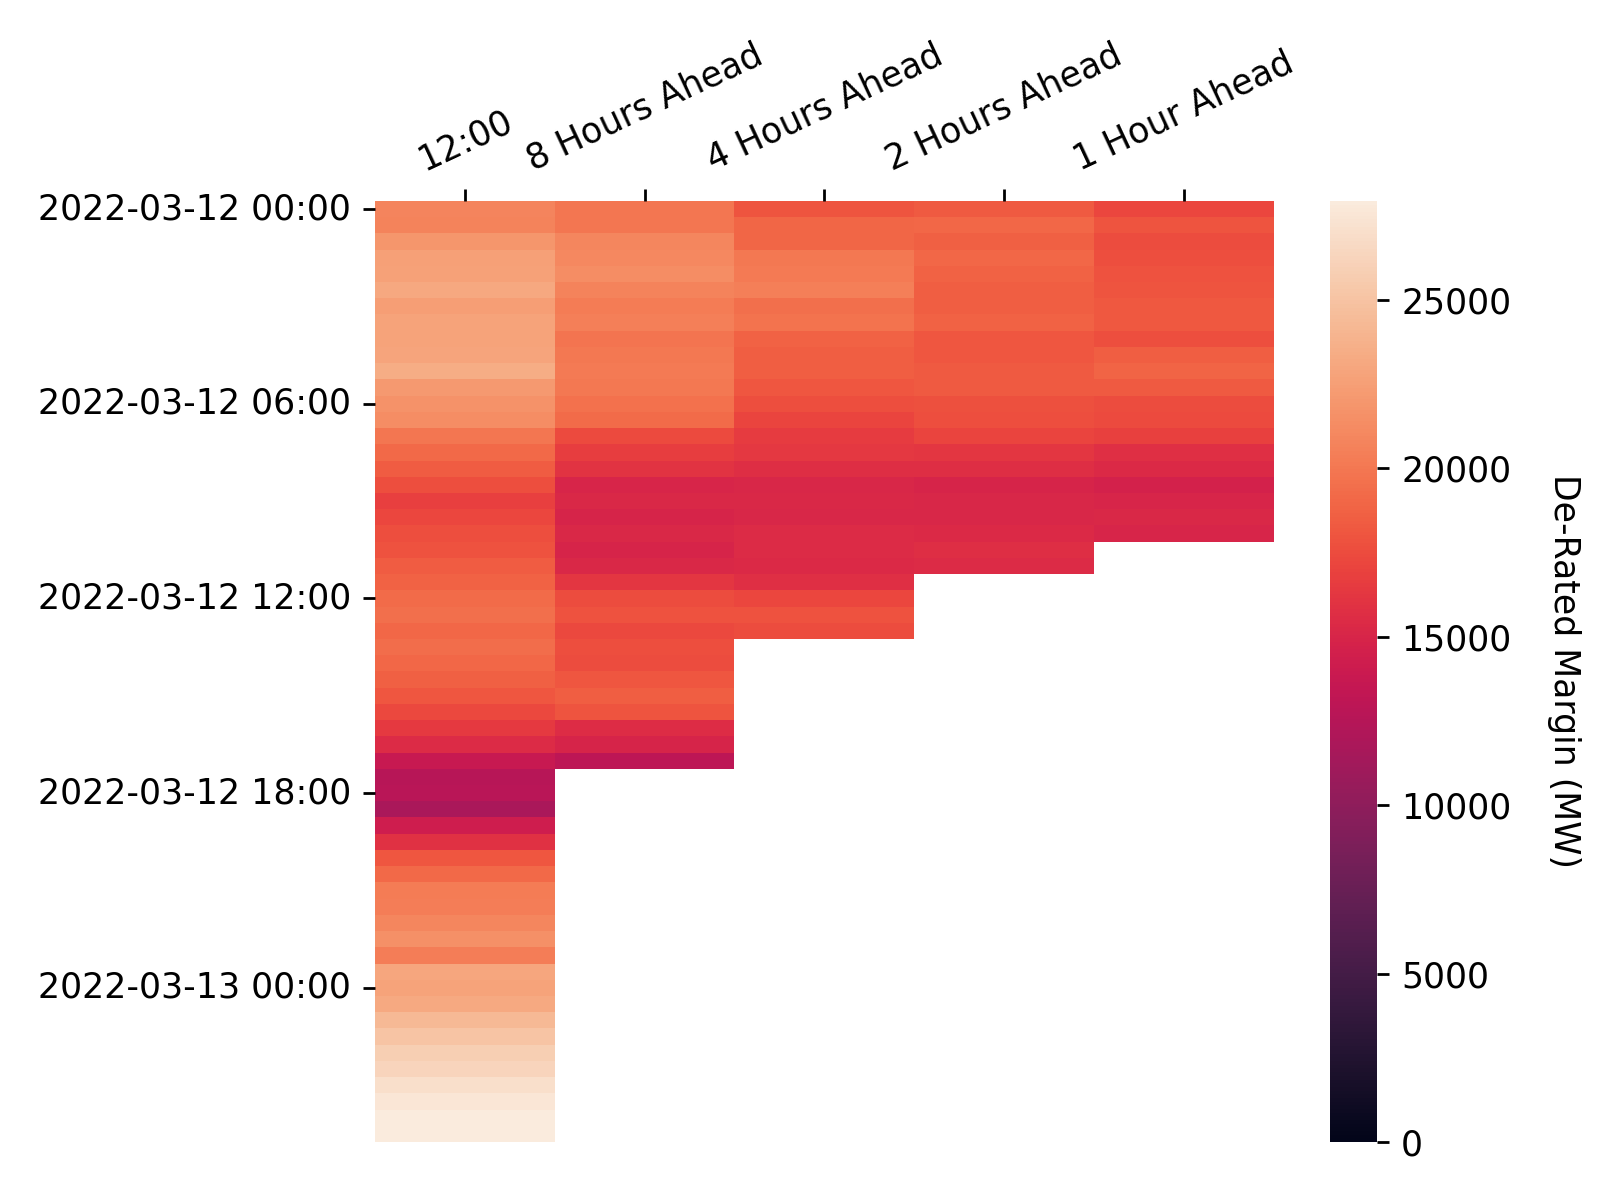 12:00
8 Hours Ahead
4 Hours Ahead
2 Hours Ahead
1 Hour Ahead
2022-03-12 00:00
2022-03-12 06:00
2022-03-12 12:00
2022-03-12 18:00
2022-03-13 00:00
25000
20000
15000
10000
5000
0
De-Rated Margin (MW)